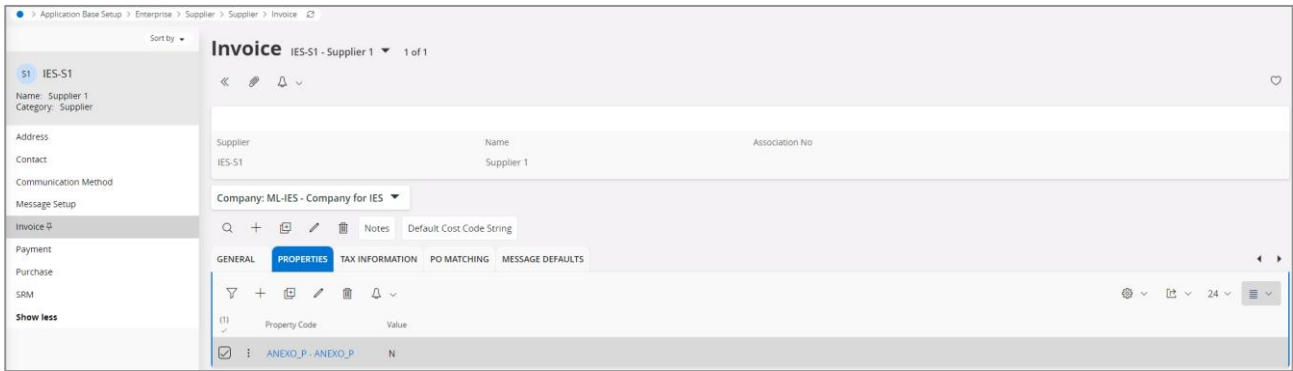 Application Base Setup > Enterprise > Supplier > Supplier > Invoice
Sort by
S1 IES-S1
Name: Supplier 1
Category: Supplier
Address
Contact
Communication Method
Message Setup
Invoice
Payment
Purchase
SRM
Show less
Invoice IES-S1 - Supplier 1 1 of 1
Supplier Name Association No
IES-S1 Supplier 1
Company: ML-IES - Company for IES
Notes Default Cost Code String
GENERAL PROPERTIES TAX INFORMATION PO MATCHING MESSAGE DEFAULTS
24
(1) Property Code Value
ANEXO_P - ANEXO_P N